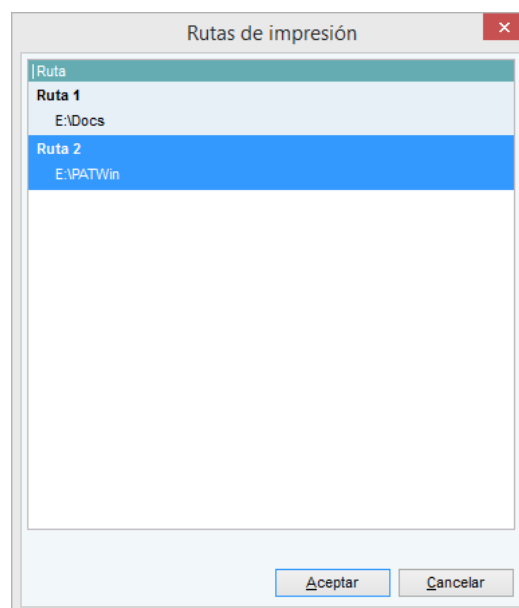 Rutas de impresión
Ruta
Ruta 1
E:\Docs
Ruta 2
E:\PATWin
Aceptar
Cancelar